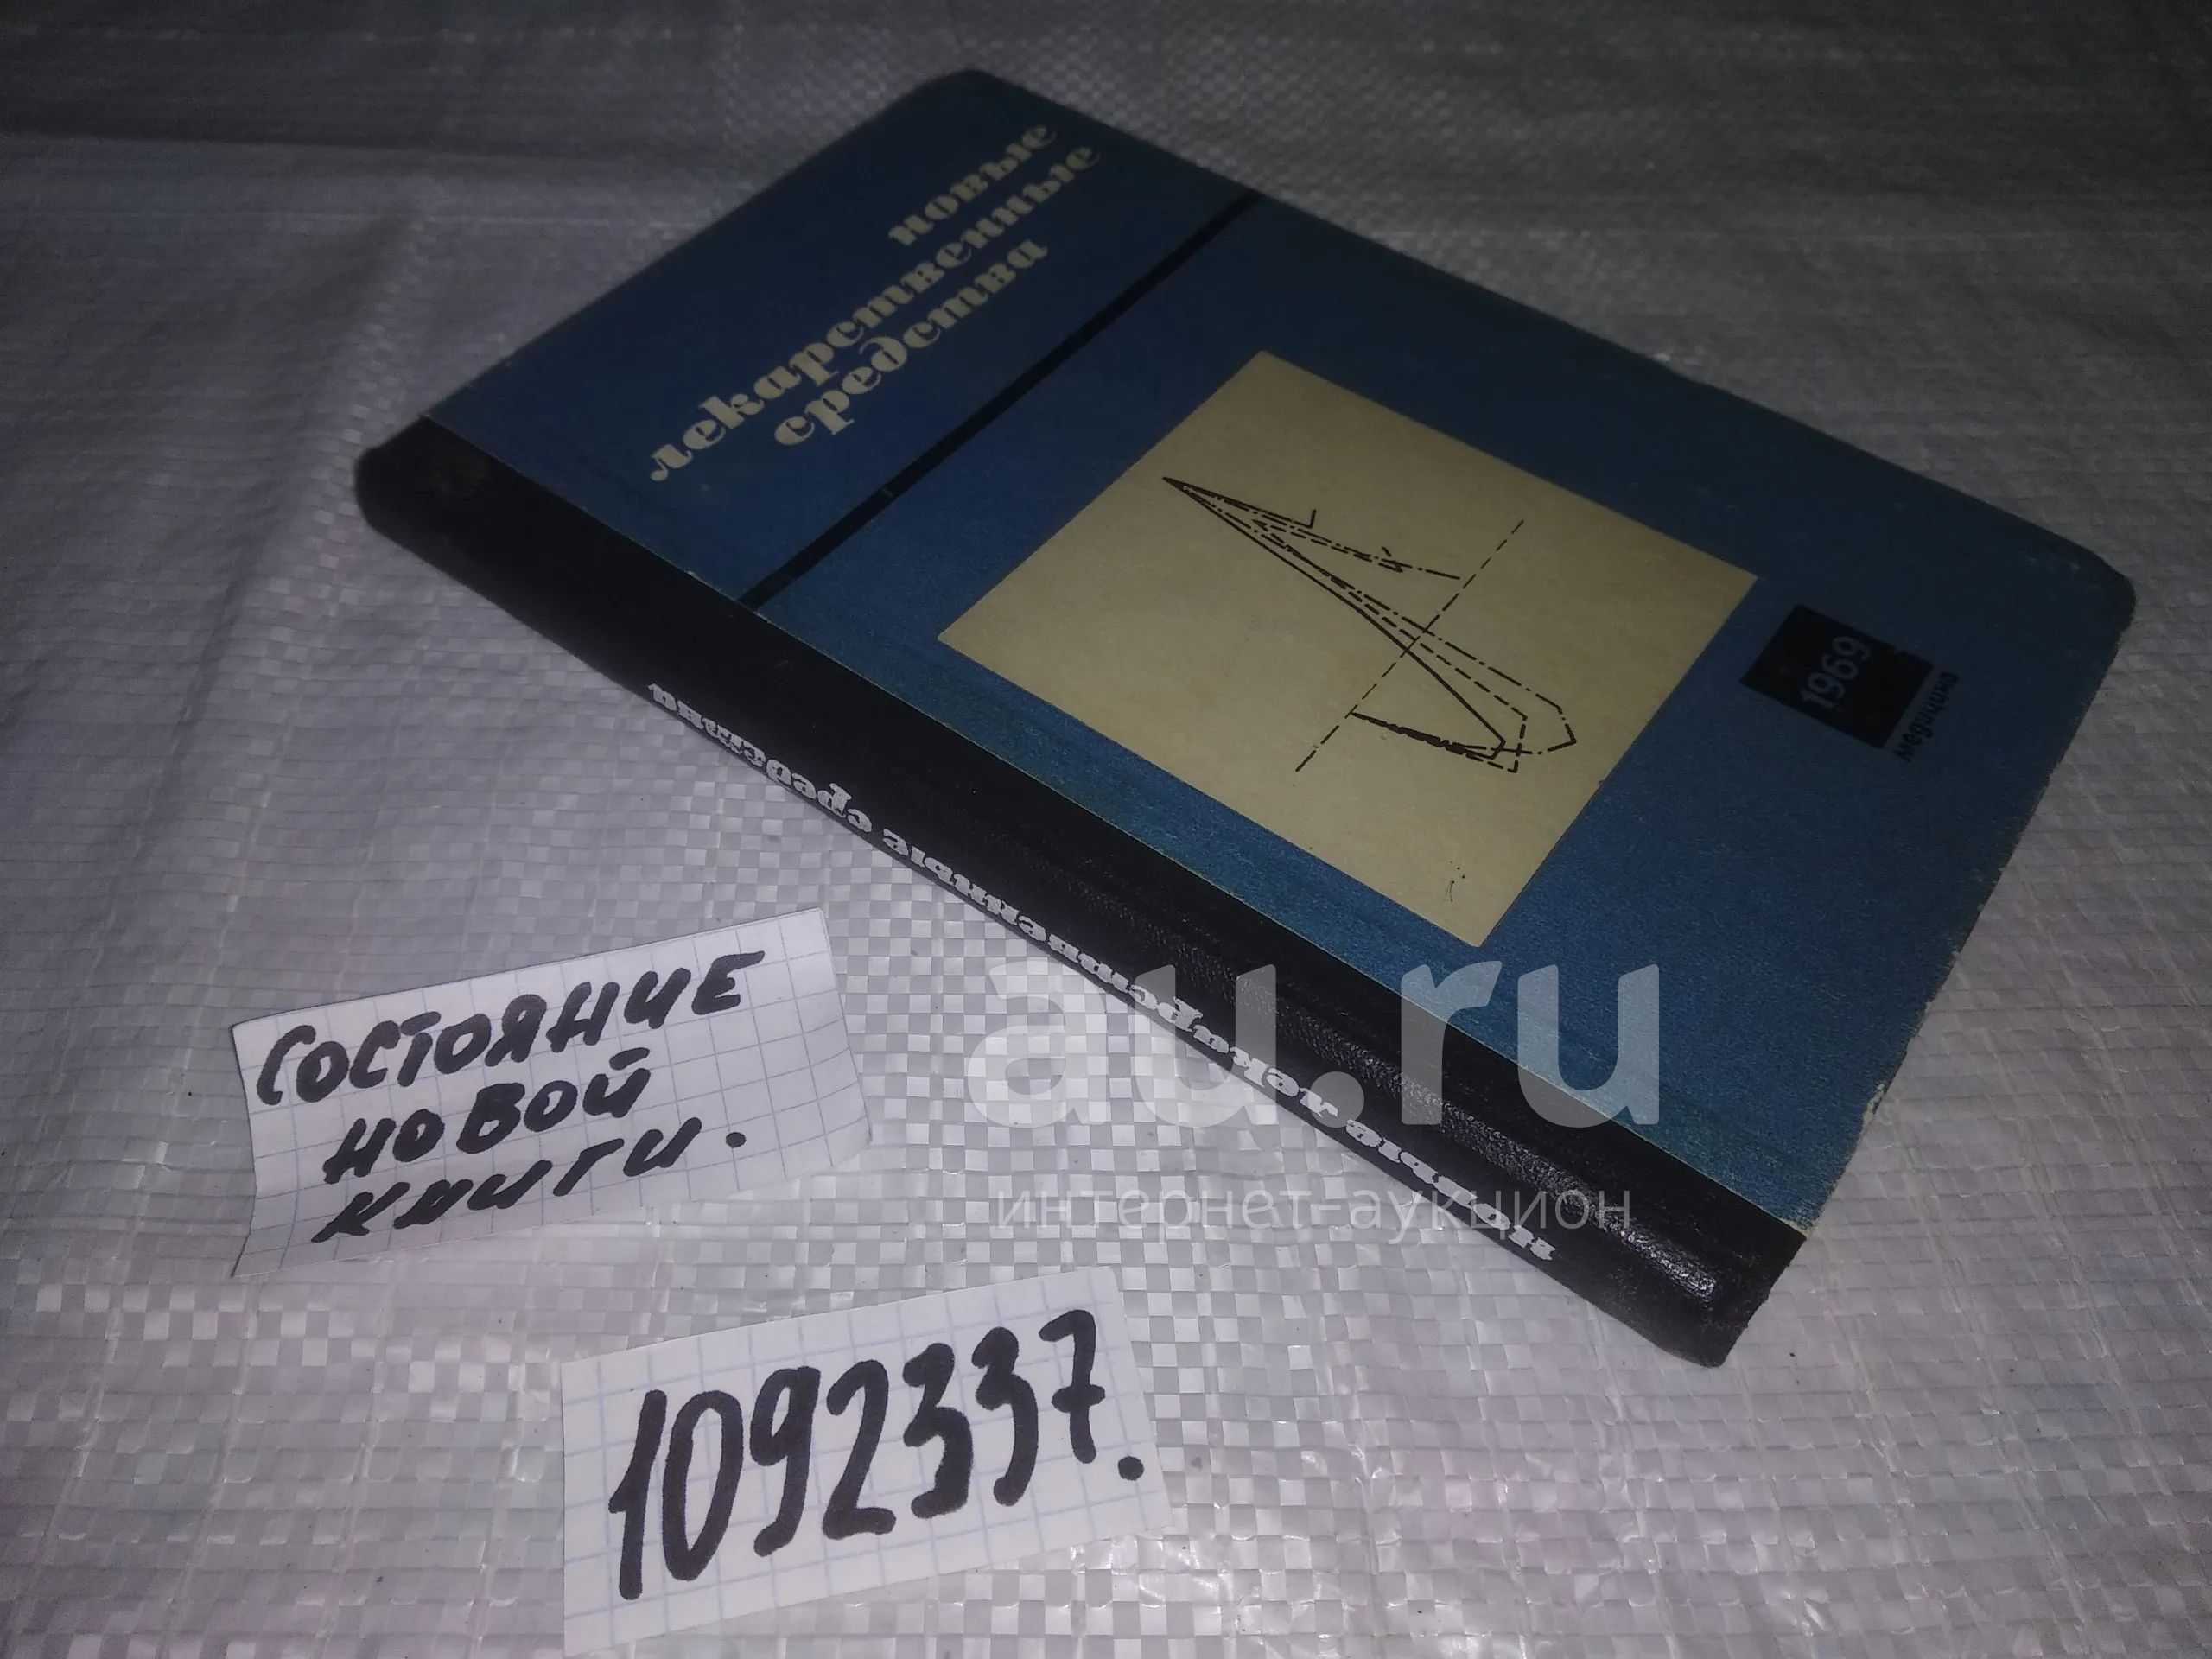 новые
лекарственные
средства
1969
медицина
новые лекарственные средства
au.ru
интернет-аукцион
СОСТОЯНИЕ
НОВОЙ
КНИГИ.
1092337.